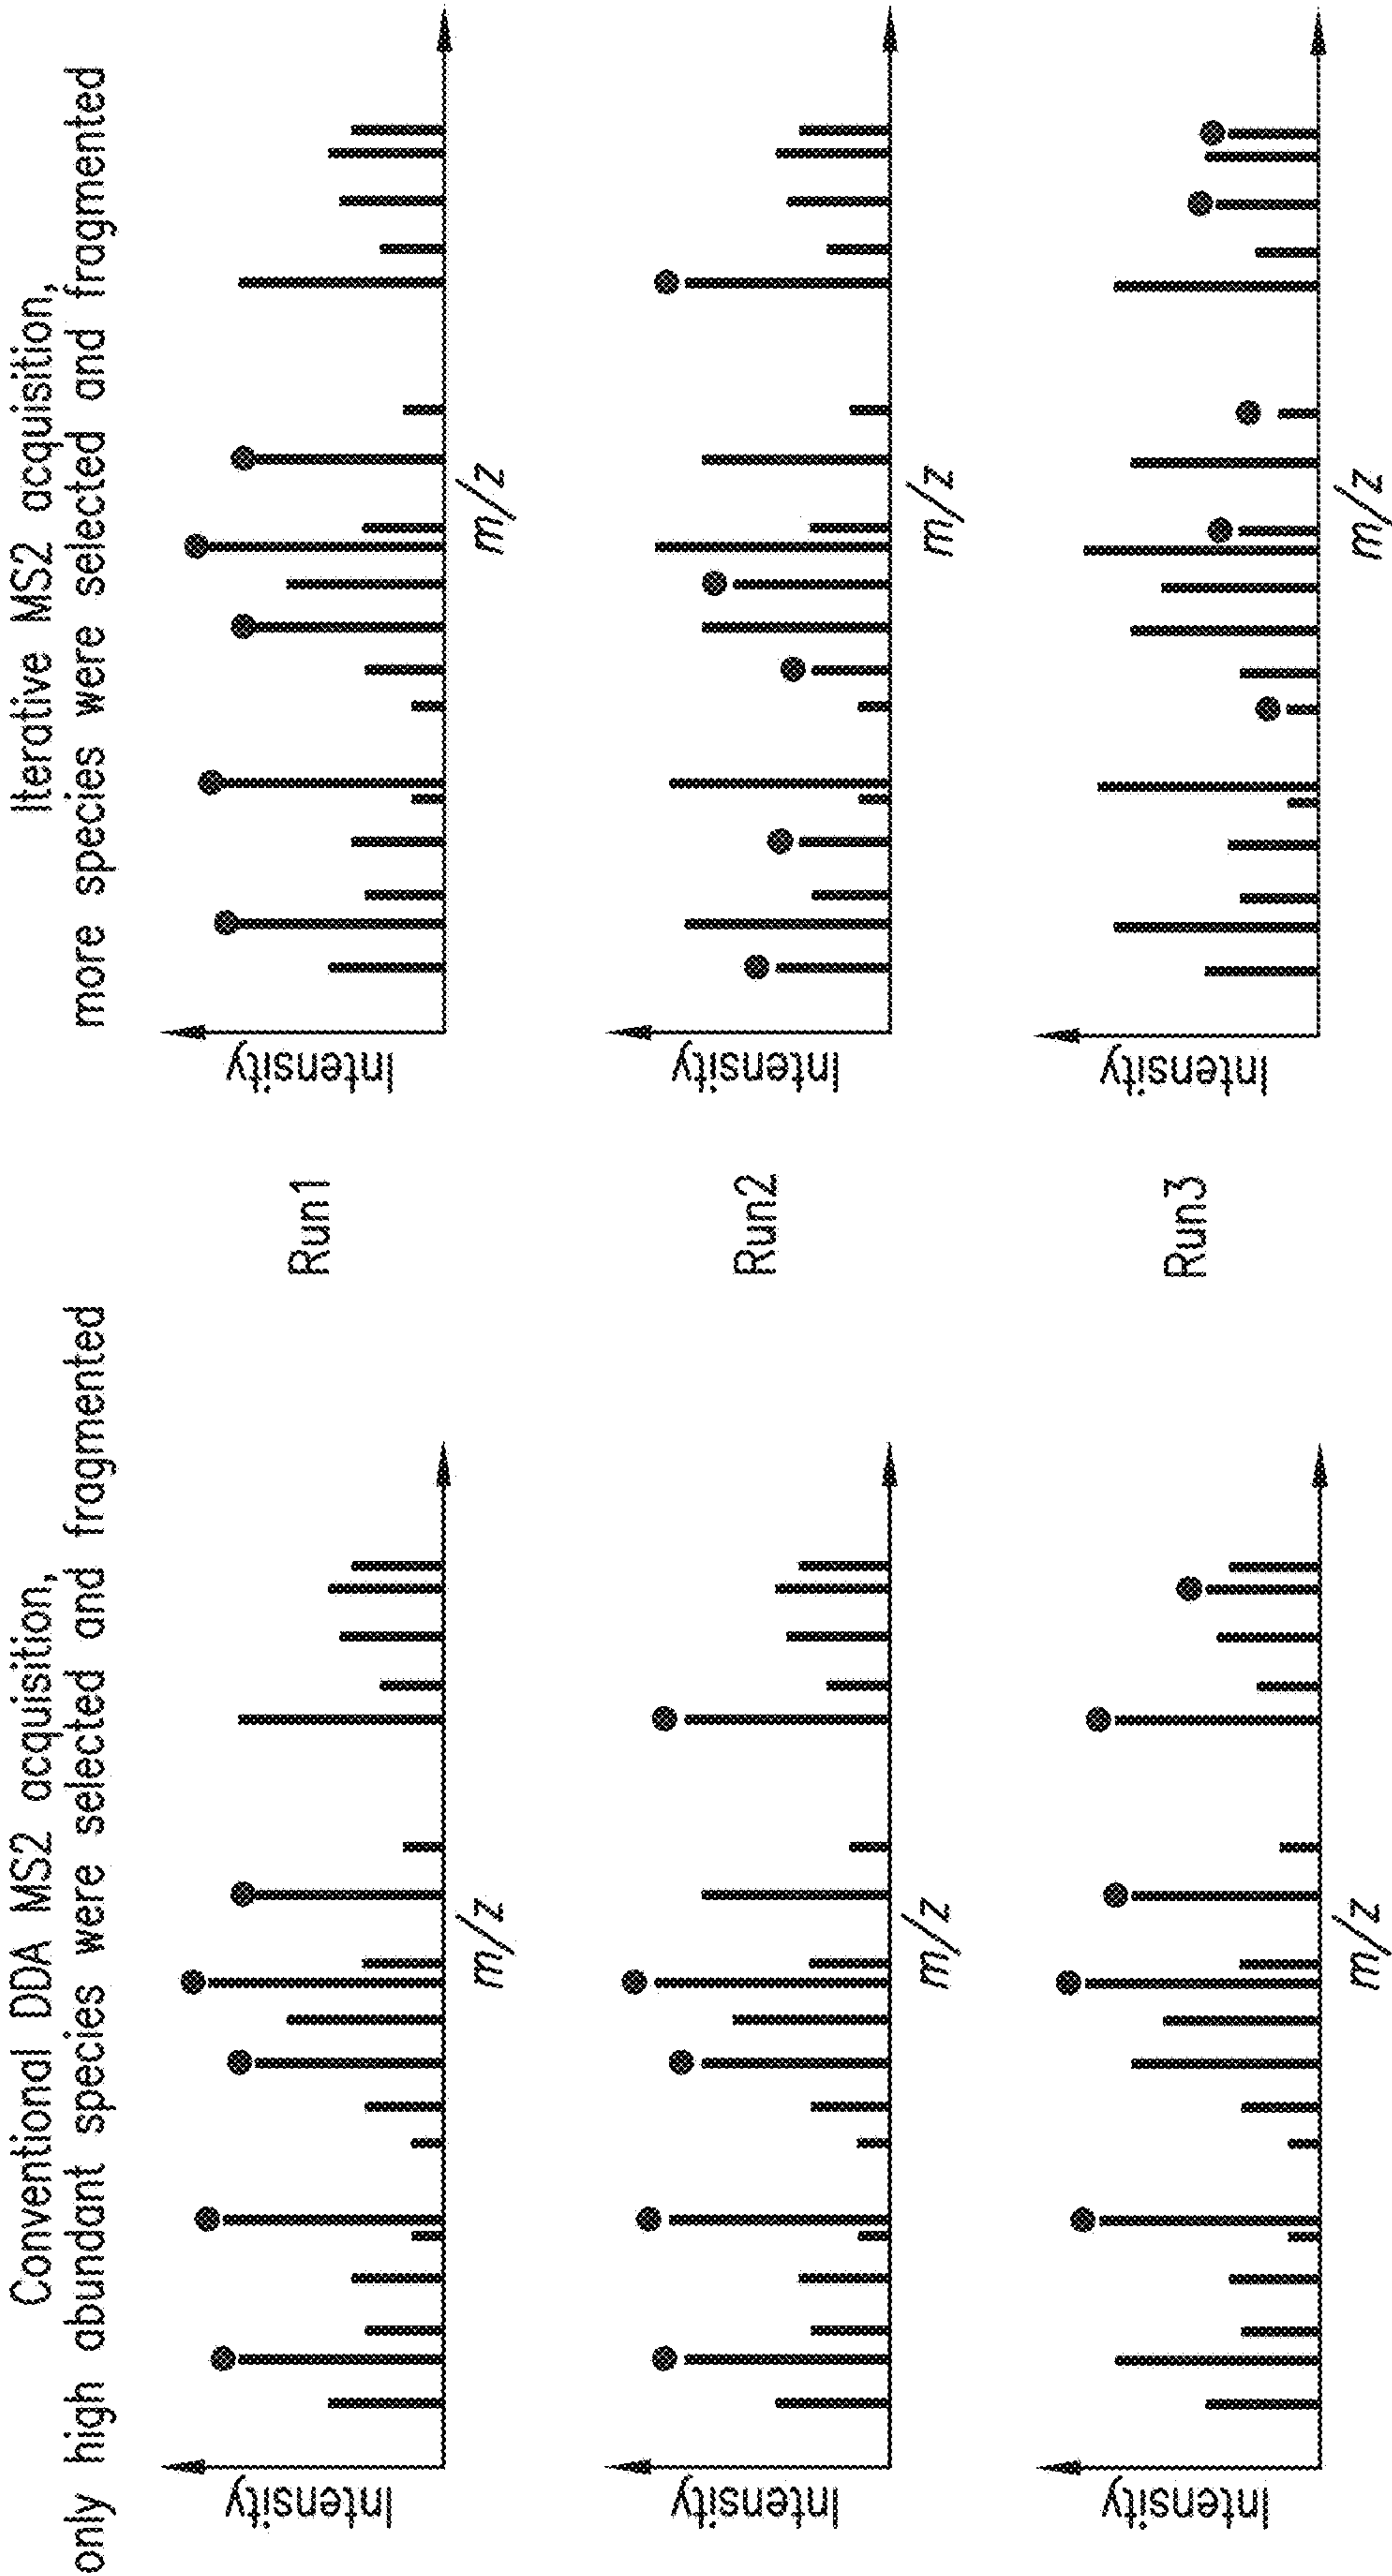 Conventional DDA MS2 acquisition,
only high abundant species were selected and fragmented
Iterative MS2 acquisition,
more species were selected and fragmented
Intensity
m/z
Run1
Intensity
m/z
Intensity
m/z
Run2
Intensity
m/z
Intensity
m/z
Run3
Intensity
m/z